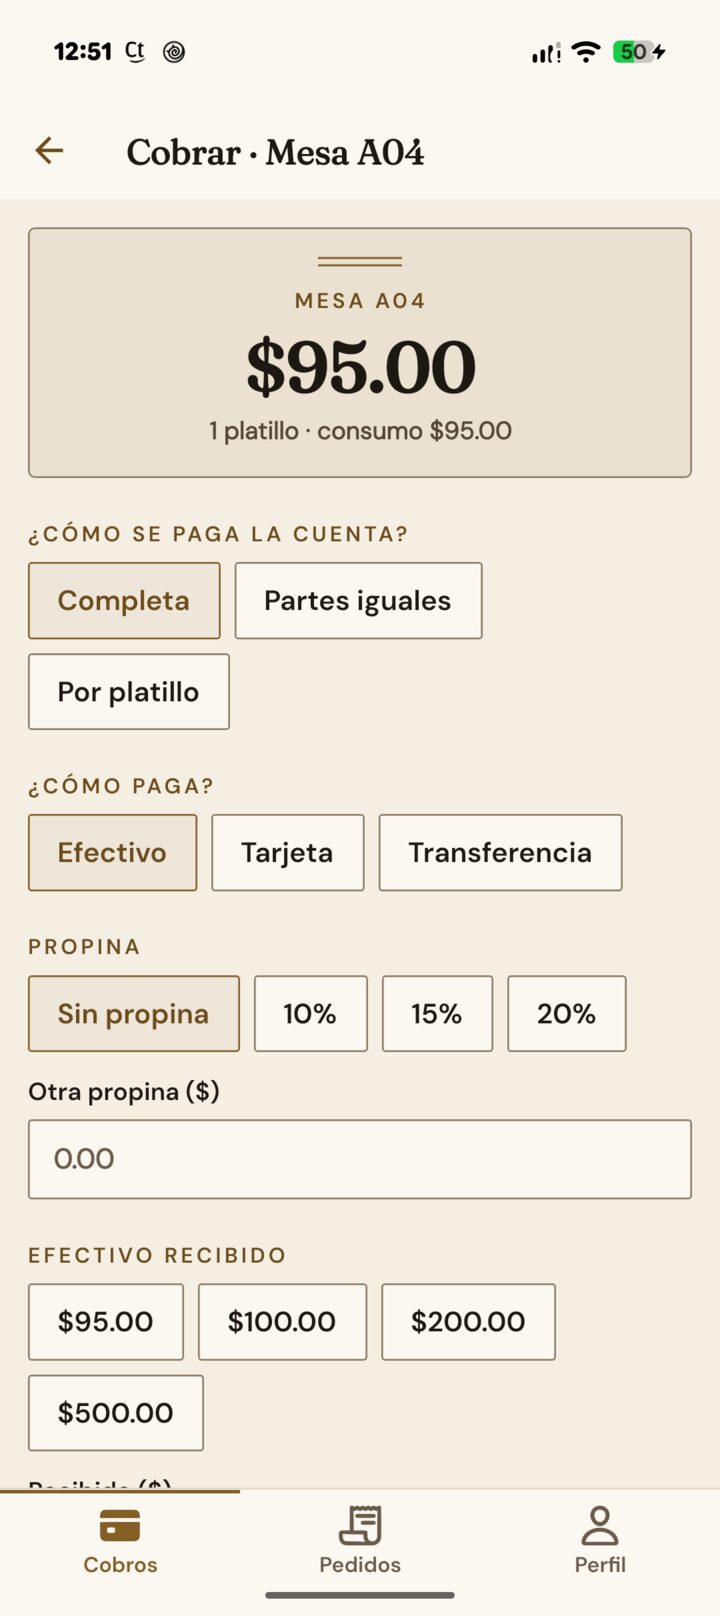 12:51 Ct 50
Cobrar · Mesa A04
MESA A04
$95.00
1 platillo · consumo $95.00
¿CÓMO SE PAGA LA CUENTA?
Completa Partes iguales
Por platillo
¿CÓMO PAGA?
Efectivo Tarjeta Transferencia
PROPINA
Sin propina 10% 15% 20%
Otra propina ($)
0.00
EFECTIVO RECIBIDO
$95.00 $100.00 $200.00
$500.00
Recibido ($)
Cobros Pedidos Perfil